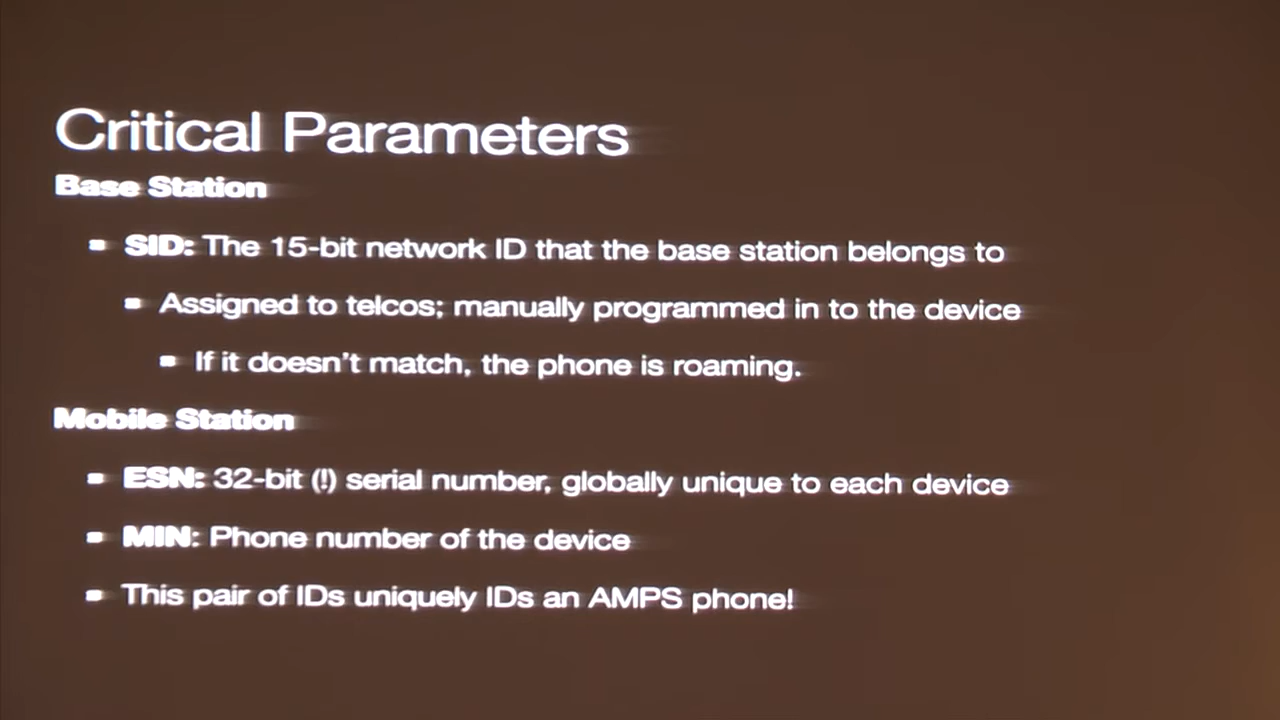 Critical Parameters
Base Station
SID: The 15-bit network ID that the base station belongs to
Assigned to telcos; manually programmed in to the device
If it doesn't match, the phone is roaming.
Mobile Station
ESN: 32-bit (!) serial number, globally unique to each device
MIN: Phone number of the device
This pair of IDs uniquely IDs an AMPS phone!